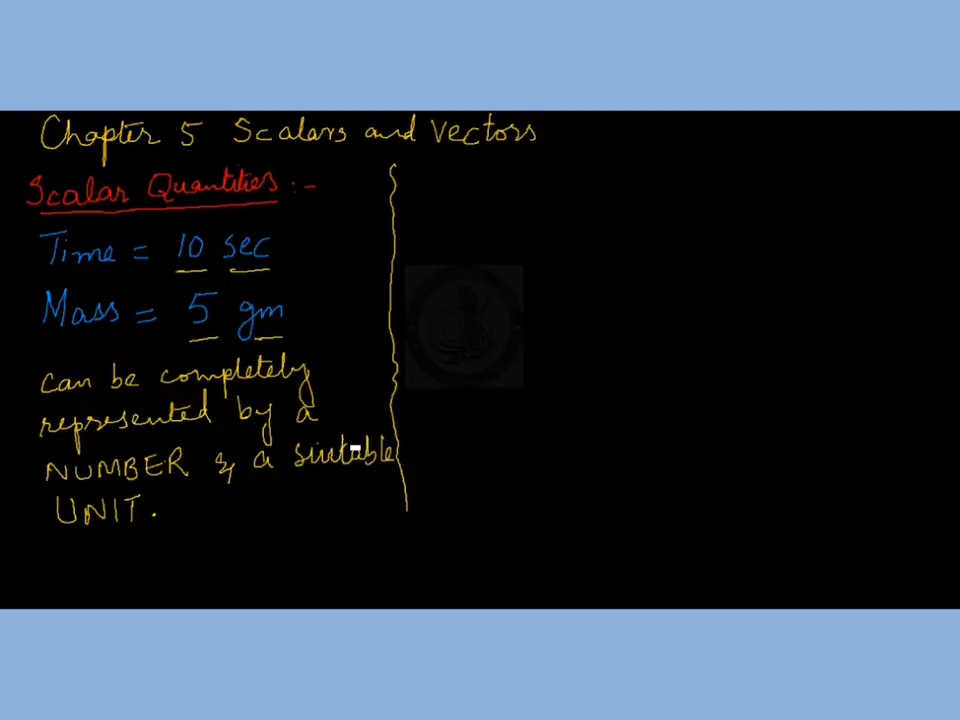 Chapter 5 Scalars and Vectors
Scalar Quantities :-
Time = 10 sec
Mass = 5 gm
can be completely
represented by a
NUMBER & a suitable
UNIT.